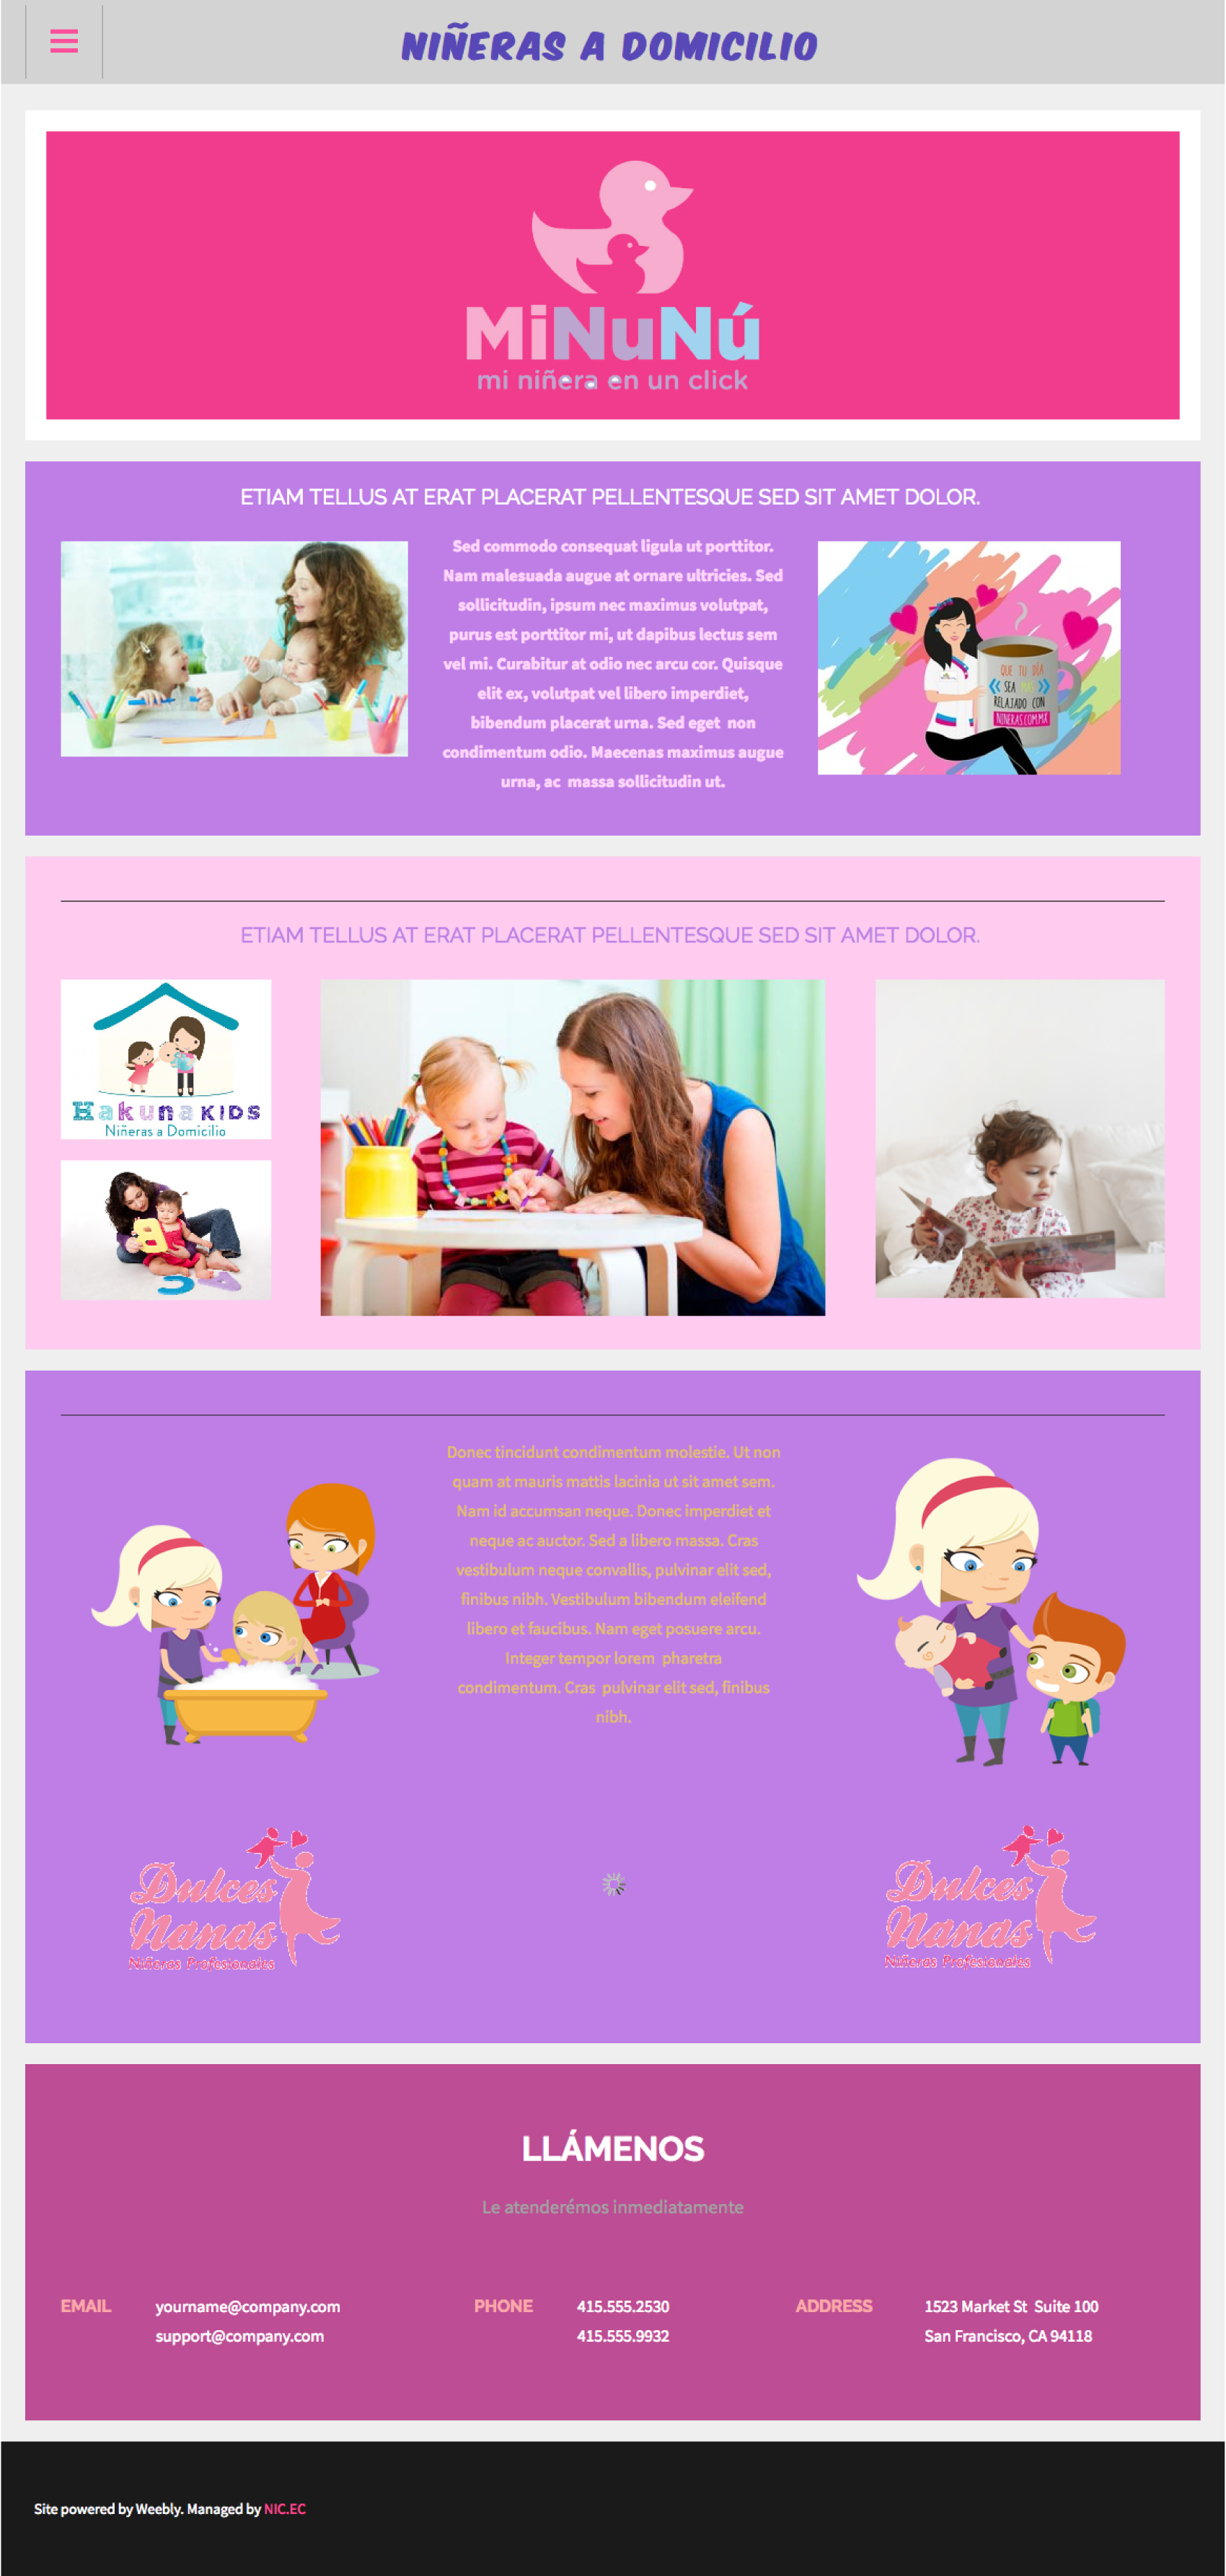 NIÑERAS A DOMICILIO
MiNuNú
mi niñera en un click
ETIAM TELLUS AT ERAT PLACERAT PELLENTESQUE SED SIT AMET DOLOR.
Sed commodo consequat ligula ut porttitor.
Nam malesuada augue at ornare ultricies. Sed
sollicitudin, ipsum nec maximus volutpat,
purus est porttitor mi, ut dapibus lectus sem
vel mi. Curabitur at odio nec arcu cor. Quisque
elit ex, volutpat vel libero imperdiet,
bibendum placerat urna. Sed eget non
condimentum odio. Maecenas maximus augue
urna, ac massa sollicitudin ut.
QUE TU DÍA
SEA MÁS
RELAJADO CON
NINERAS.COM.MX
ETIAM TELLUS AT ERAT PLACERAT PELLENTESQUE SED SIT AMET DOLOR.
Hakuna KIDS
Niñeras a Domicilio
Donec tincidunt condimentum molestie. Ut non
quam at mauris mattis lacinia ut sit amet sem.
Nam id accumsan neque. Donec imperdiet et
neque ac auctor. Sed a libero massa. Cras
vestibulum neque convallis, pulvinar elit sed,
finibus nibh. Vestibulum bibendum eleifend
libero et faucibus. Nam eget posuere arcu.
Integer tempor lorem pharetra
condimentum. Cras pulvinar elit sed, finibus
nibh.
Dulces
Nanas
Niñeras Profesionales
Dulces
Nanas
Niñeras Profesionales
LLÁMENOS
Le atenderémos inmediatamente
EMAIL
yourname@company.com
support@company.com
PHONE
415.555.2530
415.555.9932
ADDRESS
1523 Market St Suite 100
San Francisco, CA 94118
Site powered by Weebly. Managed by NIC.EC